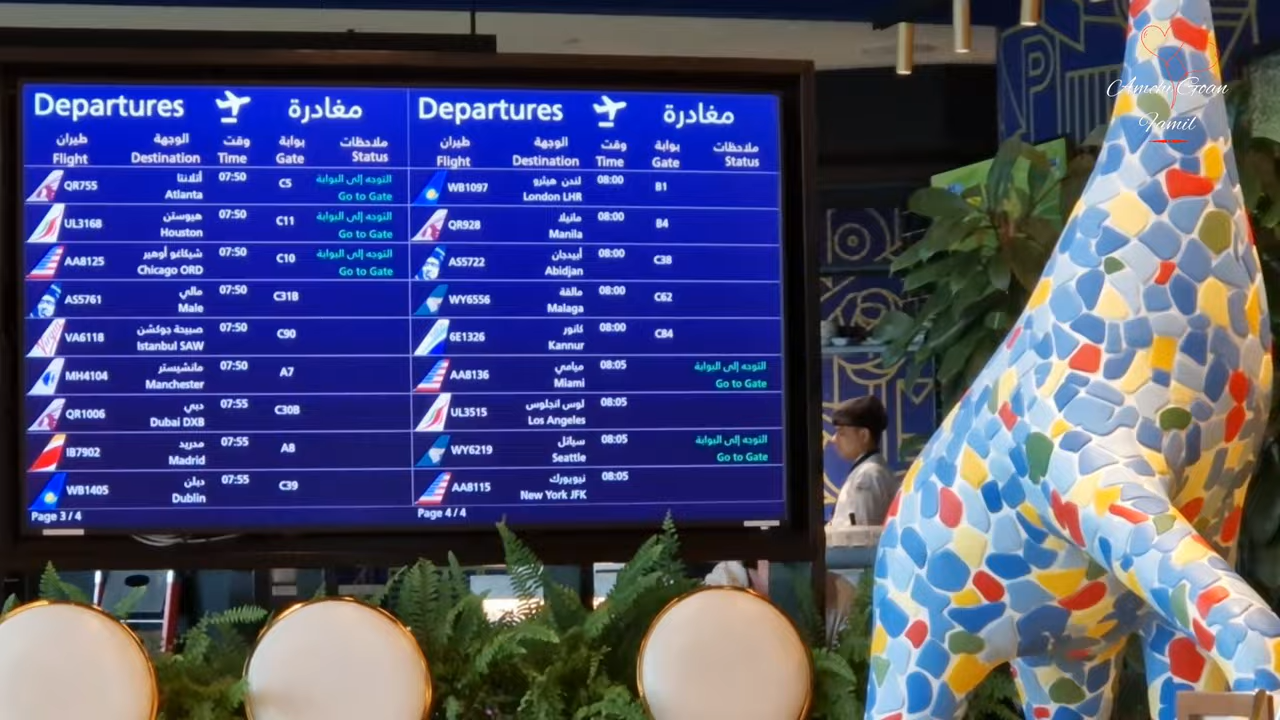 Departures مغادرة
طيران الوجهة وقت بوابة ملاحظات
Flight Destination Time Gate Status
QR755 أتلانتا 07:50 C5 التوجه إلى البوابة
Atlanta Go to Gate
UL3168 هيوستن 07:50 C11 التوجه إلى البوابة
Houston Go to Gate
AA8125 شيكاغو أوهير 07:50 C10 التوجه إلى البوابة
Chicago ORD Go to Gate
AS5761 مالي 07:50 C31B
Male
VA6118 صبيحة جوكشن 07:50 C90
Istanbul SAW
MH4104 مانشيستر 07:50 A7
Manchester
QR1006 دبي 07:55 C30B
Dubai DXB
IB7902 مدريد 07:55 A8
Madrid
WB1405 دبلن 07:55 C39
Dublin
Page 3 / 4
Departures مغادرة
طيران الوجهة وقت بوابة ملاحظات
Flight Destination Time Gate Status
WB1097 لندن هيثرو 08:00 B1
London LHR
QR928 مانيلا 08:00 B4
Manila
AS5722 أبيدجان 08:00 C38
Abidjan
WY6556 مالقة 08:00 C62
Malaga
6E1326 كانور 08:00 C84
Kannur
AA8136 ميامي 08:05 التوجه إلى البوابة
Miami Go to Gate
UL3515 لوس انجلوس 08:05
Los Angeles
WY6219 سياتل 08:05 التوجه إلى البوابة
Seattle Go to Gate
AA8115 نيويورك 08:05
New York JFK
Page 4 / 4
P
Amchi Goan
Family